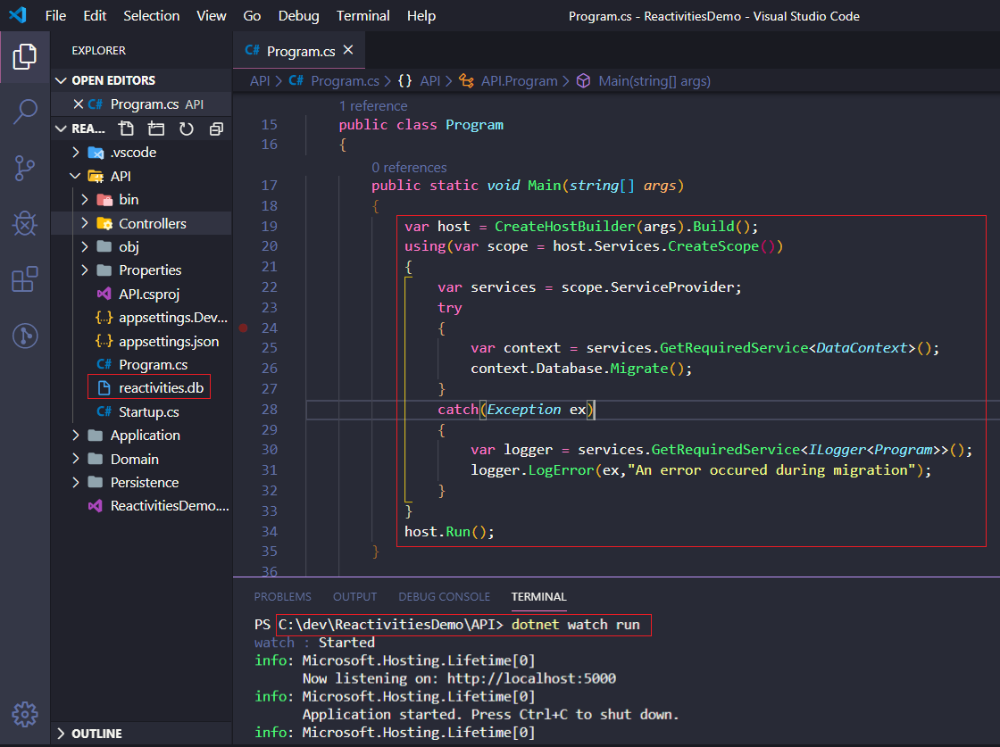 File Edit Selection View Go Debug Terminal Help Program.cs - ReactivitiesDemo - Visual Studio Code
EXPLORER
OPEN EDITORS
C# Program.cs API
REA...
.vscode
API
bin
Controllers
obj
Properties
API.csproj
{..} appsettings.Dev...
{..} appsettings.json
C# Program.cs
reactivities.db
C# Startup.cs
Application
Domain
Persistence
ReactivitiesDemo....
OUTLINE
C# Program.cs
API > C# Program.cs > {} API > API.Program > Main(string[] args)
1 reference
15 public class Program
16 {
0 references
17 public static void Main(string[] args)
18 {
19 var host = CreateHostBuilder(args).Build();
20 using(var scope = host.Services.CreateScope())
21 {
22 var services = scope.ServiceProvider;
23 try
24 {
25 var context = services.GetRequiredService<DataContext>();
26 context.Database.Migrate();
27 }
28 catch(Exception ex)
29 {
30 var logger = services.GetRequiredService<ILogger<Program>>();
31 logger.LogError(ex,"An error occured during migration");
32 }
33 }
34 host.Run();
35 }
36
PROBLEMS OUTPUT DEBUG CONSOLE TERMINAL
PS C:\dev\ReactivitiesDemo\API> dotnet watch run
watch : Started
info: Microsoft.Hosting.Lifetime[0]
Now listening on: http://localhost:5000
info: Microsoft.Hosting.Lifetime[0]
Application started. Press Ctrl+C to shut down.
info: Microsoft.Hosting.Lifetime[0]